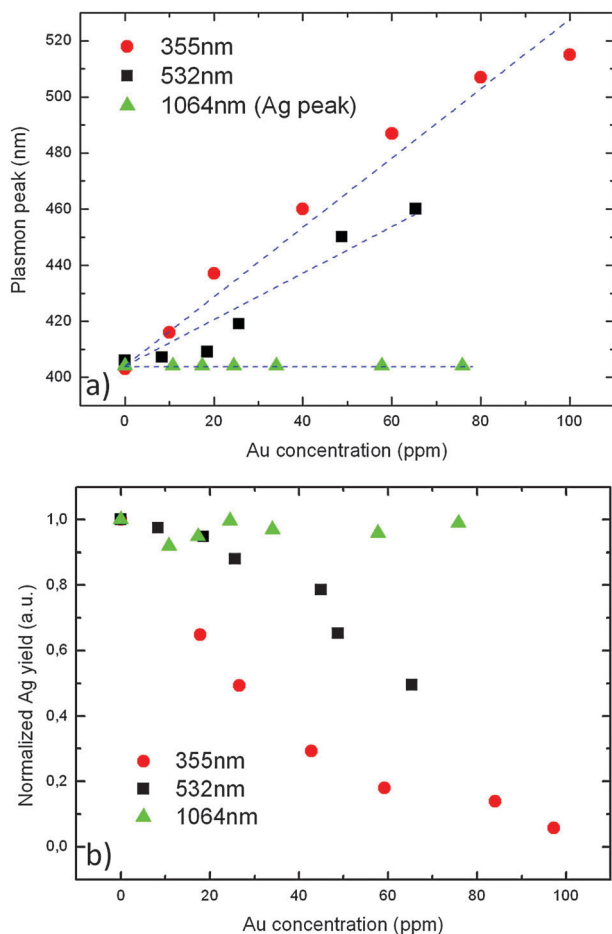 520
500
480
460
440
420
400
Plasmon peak (nm)
355nm
532nm
1064nm (Ag peak)
a)
0 20 40 60 80 100
Au concentration (ppm)
1,0
0,8
0,6
0,4
0,2
0,0
Normalized Ag yield (a.u.)
355nm
532nm
1064nm
b)
0 20 40 60 80 100
Au concentration (ppm)